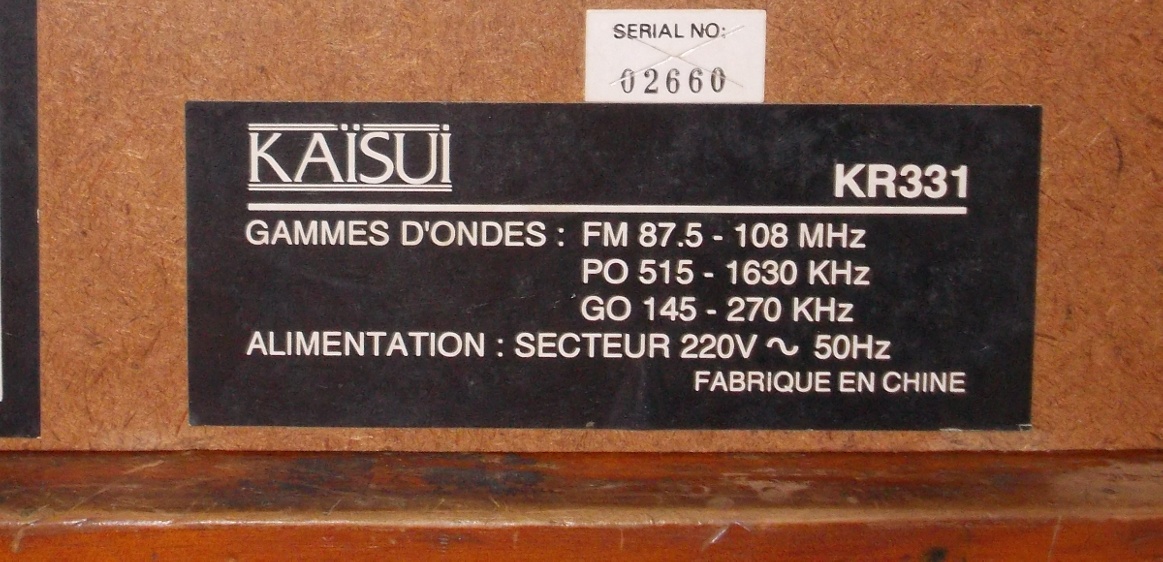 SERIAL NO:
02660
KAÏSUI
KR331
GAMMES D'ONDES : FM 87.5 - 108 MHz
PO 515 - 1630 KHz
GO 145 - 270 KHz
ALIMENTATION : SECTEUR 220V ~ 50Hz
FABRIQUE EN CHINE